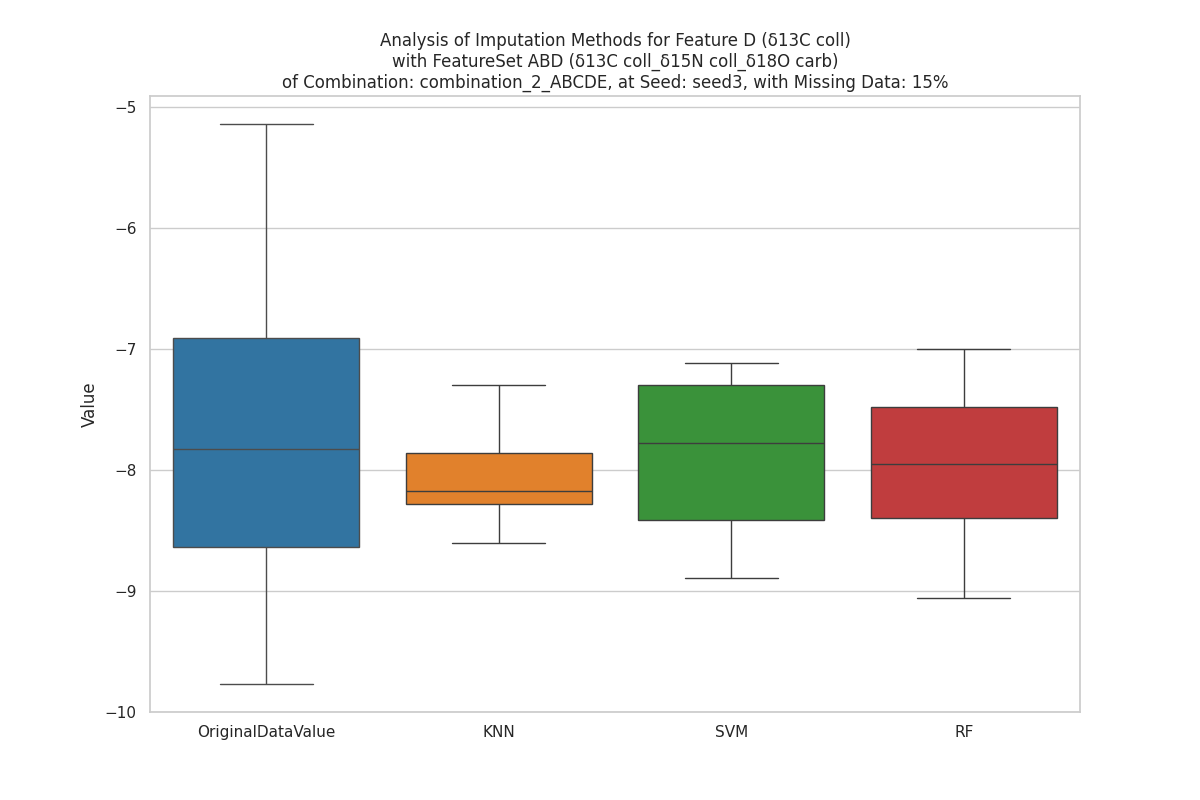 Analysis of Imputation Methods for Feature D (δ13C coll)
with FeatureSet ABD (δ13C coll_δ15N coll_δ18O carb)
of Combination: combination_2_ABCDE, at Seed: seed3, with Missing Data: 15%
−5
−6
−7
−8
−9
−10
Value
OriginalDataValue
KNN
SVM
RF